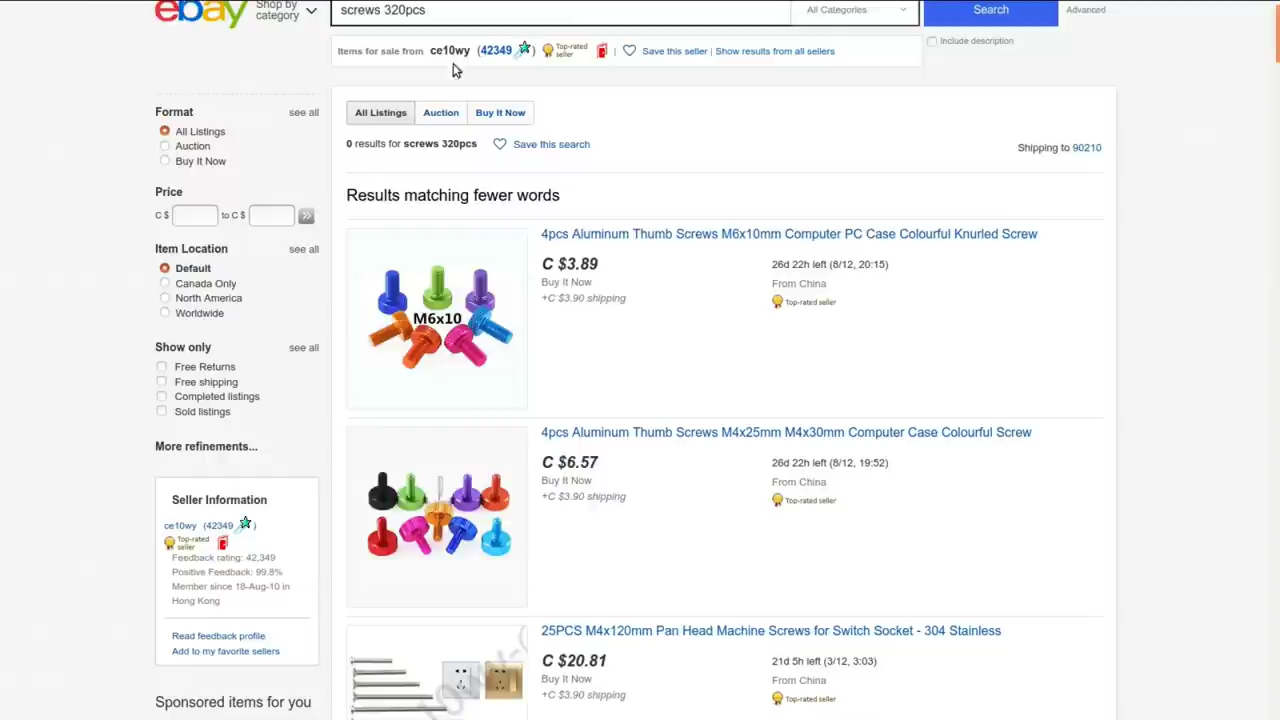 ebay
Shop by
category
screws 320pcs
All Categories
Search
Advanced
Items for sale from ce10wy (42349 ) Top-rated seller | Save this seller | Show results from all sellers
Include description
Format see all
All Listings
Auction
Buy It Now
Price
C $ to C $
Item Location see all
Default
Canada Only
North America
Worldwide
Show only see all
Free Returns
Free shipping
Completed listings
Sold listings
More refinements...
Seller Information
ce10wy (42349 )
Top-rated
seller
Feedback rating: 42,349
Positive Feedback: 99.8%
Member since 18-Aug-10 in
Hong Kong
Read feedback profile
Add to my favorite sellers
Sponsored items for you
All Listings Auction Buy It Now
0 results for screws 320pcs Save this search
Shipping to 90210
Results matching fewer words
M6x10
4pcs Aluminum Thumb Screws M6x10mm Computer PC Case Colourful Knurled Screw
C $3.89
Buy It Now
+C $3.90 shipping
26d 22h left (8/12, 20:15)
From China
Top-rated seller
4pcs Aluminum Thumb Screws M4x25mm M4x30mm Computer Case Colourful Screw
C $6.57
Buy It Now
+C $3.90 shipping
26d 22h left (8/12, 19:52)
From China
Top-rated seller
25PCS M4x120mm Pan Head Machine Screws for Switch Socket - 304 Stainless
C $20.81
Buy It Now
+C $3.90 shipping
21d 5h left (3/12, 3:03)
From China
Top-rated seller